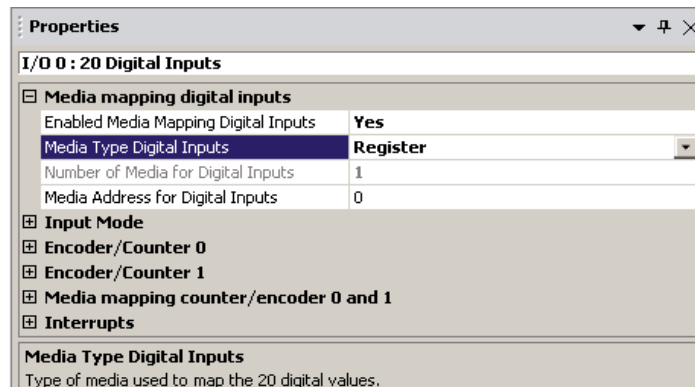 Properties
I/O 0 : 20 Digital Inputs
Media mapping digital inputs
Enabled Media Mapping Digital Inputs Yes
Media Type Digital Inputs Register
Number of Media for Digital Inputs 1
Media Address for Digital Inputs 0
Input Mode
Encoder/Counter 0
Encoder/Counter 1
Media mapping counter/encoder 0 and 1
Interrupts
Media Type Digital Inputs
Type of media used to map the 20 digital values.